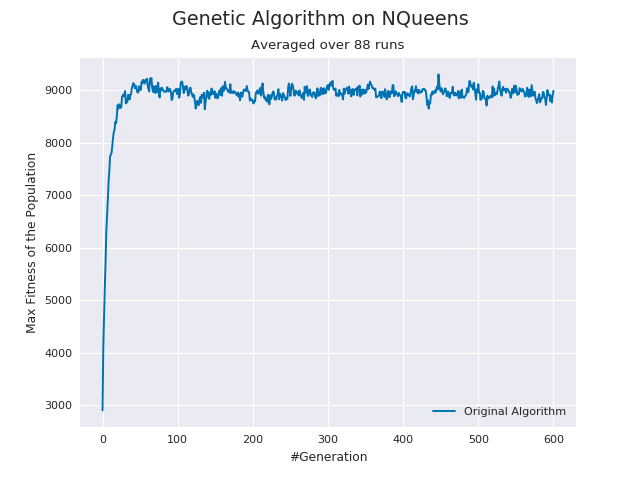 Genetic Algorithm on NQueens
Averaged over 88 runs
Max Fitness of the Population
9000
8000
7000
6000
5000
4000
3000
Original Algorithm
0 100 200 300 400 500 600
#Generation